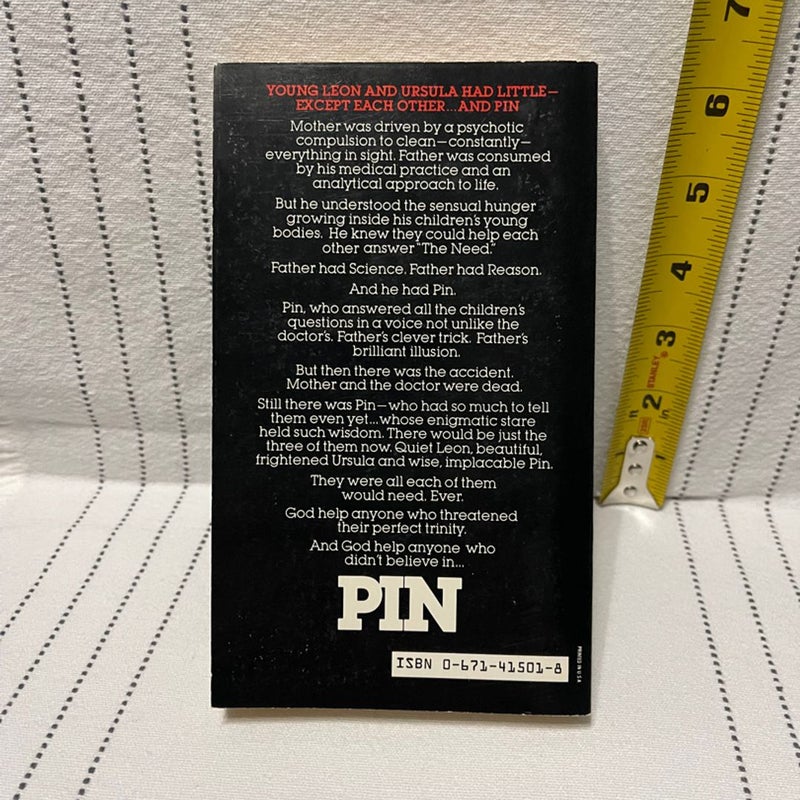 YOUNG LEON AND URSULA HAD LITTLE—
EXCEPT EACH OTHER...AND PIN
Mother was driven by a psychotic
compulsion to clean—constantly—
everything in sight. Father was consumed
by his medical practice and an
analytical approach to life.
But he understood the sensual hunger
growing inside his children's young
bodies. He knew they could help each
other answer "The Need."
Father had Science. Father had Reason.
And he had Pin.
Pin, who answered all the children's
questions in a voice not unlike the
doctor's. Father's clever trick. Father's
brilliant illusion.
But then there was the accident.
Mother and the doctor were dead.
Still there was Pin—who had so much to tell
them even yet...whose enigmatic stare
held such wisdom. There would be just the
three of them now. Quiet Leon, beautiful,
frightened Ursula and wise, implacable Pin.
They were all each of them
would need. Ever.
God help anyone who threatened
their perfect trinity.
And God help anyone who
didn't believe in...
PIN
ISBN 0-671-41501-8
PRINTED IN U.S.A.
7
6
5
4
3
STANLEY
2
ft
in.
1